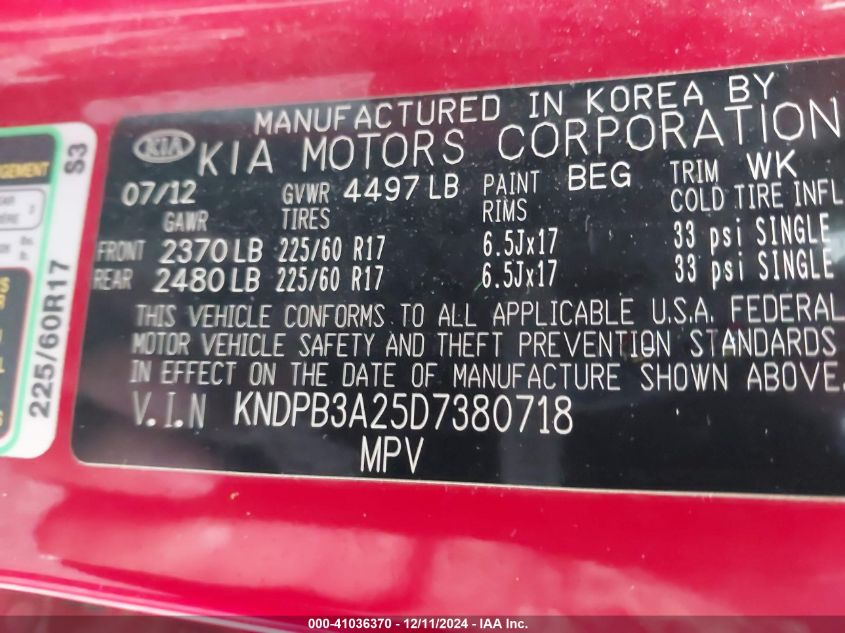 MANUFACTURED IN KOREA BY
KIA KIA MOTORS CORPORATION
07/12 GVWR 4497 LB PAINT BEG TRIM WK
GAWR TIRES RIMS COLD TIRE INFL
FRONT 2370 LB 225/60 R17 6.5Jx17 33 psi SINGLE
REAR 2480 LB 225/60 R17 6.5Jx17 33 psi SINGLE
THIS VEHICLE CONFORMS TO ALL APPLICABLE U.S.A. FEDERAL
MOTOR VEHICLE SAFETY AND THEFT PREVENTION STANDARDS
IN EFFECT ON THE DATE OF MANUFACTURE SHOWN ABOVE.
V.I.N KNDPB3A25D7380718
MPV
S3
225/60R17
000-41036370 - 12/11/2024 - IAA Inc.